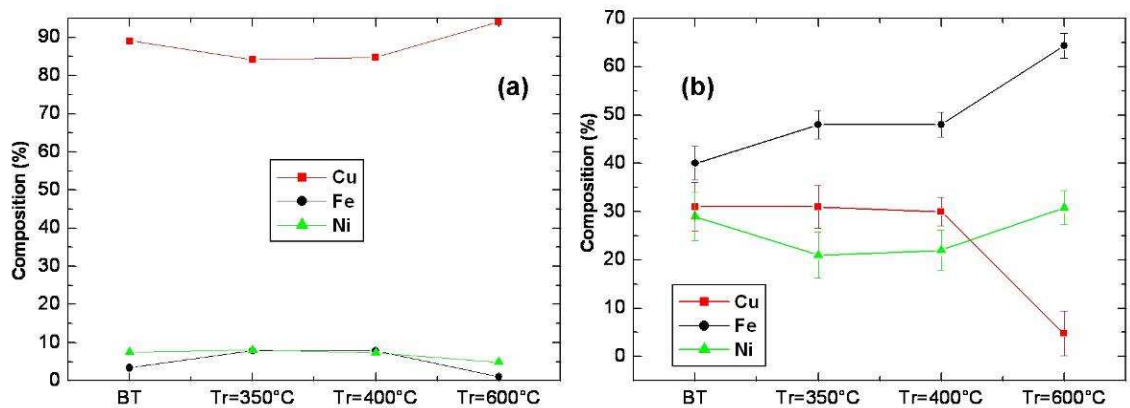 90
80
70
60
50
40
30
20
10
0
Composition (%)
(a)
Cu
Fe
Ni
BT
Tr=350°C
Tr=400°C
Tr=600°C
70
60
50
40
30
20
10
0
Composition (%)
(b)
Cu
Fe
Ni
BT
Tr=350°C
Tr=400°C
Tr=600°C